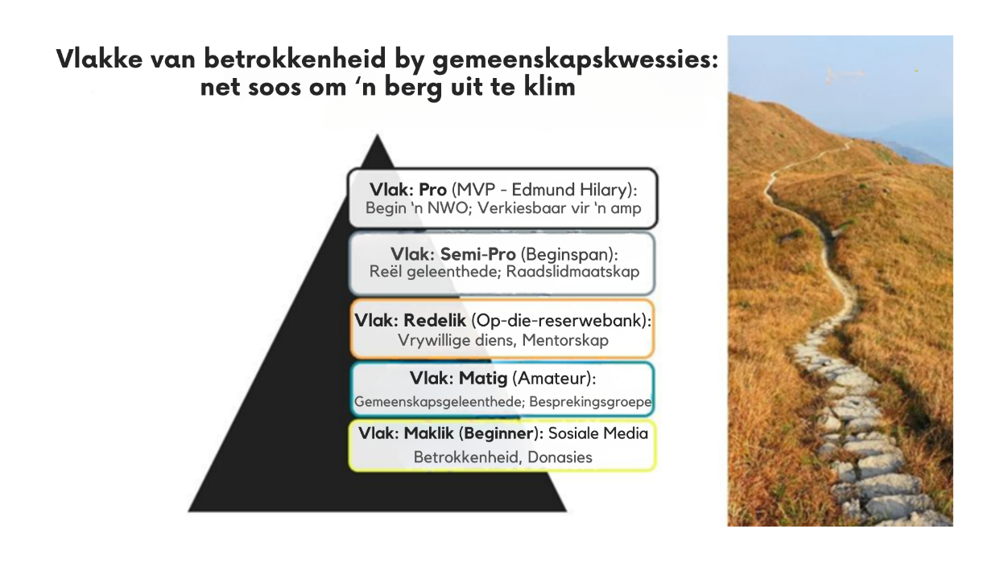 Vlakke van betrokkenheid by gemeenskapskwessies:
net soos om ‘n berg uit te klim
Vlak: Pro (MVP - Edmund Hilary):
Begin ‘n NWO; Verkiesbaar vir ‘n amp
Vlak: Semi-Pro (Beginspan):
Reël geleenthede; Raadslidmaatskap
Vlak: Redelik (Op-die-reserwebank):
Vrywillige diens, Mentorskap
Vlak: Matig (Amateur):
Gemeenskapsgeleenthede; Besprekingsgroepe
Vlak: Maklik (Beginner): Sosiale Media
Betrokkenheid, Donasies